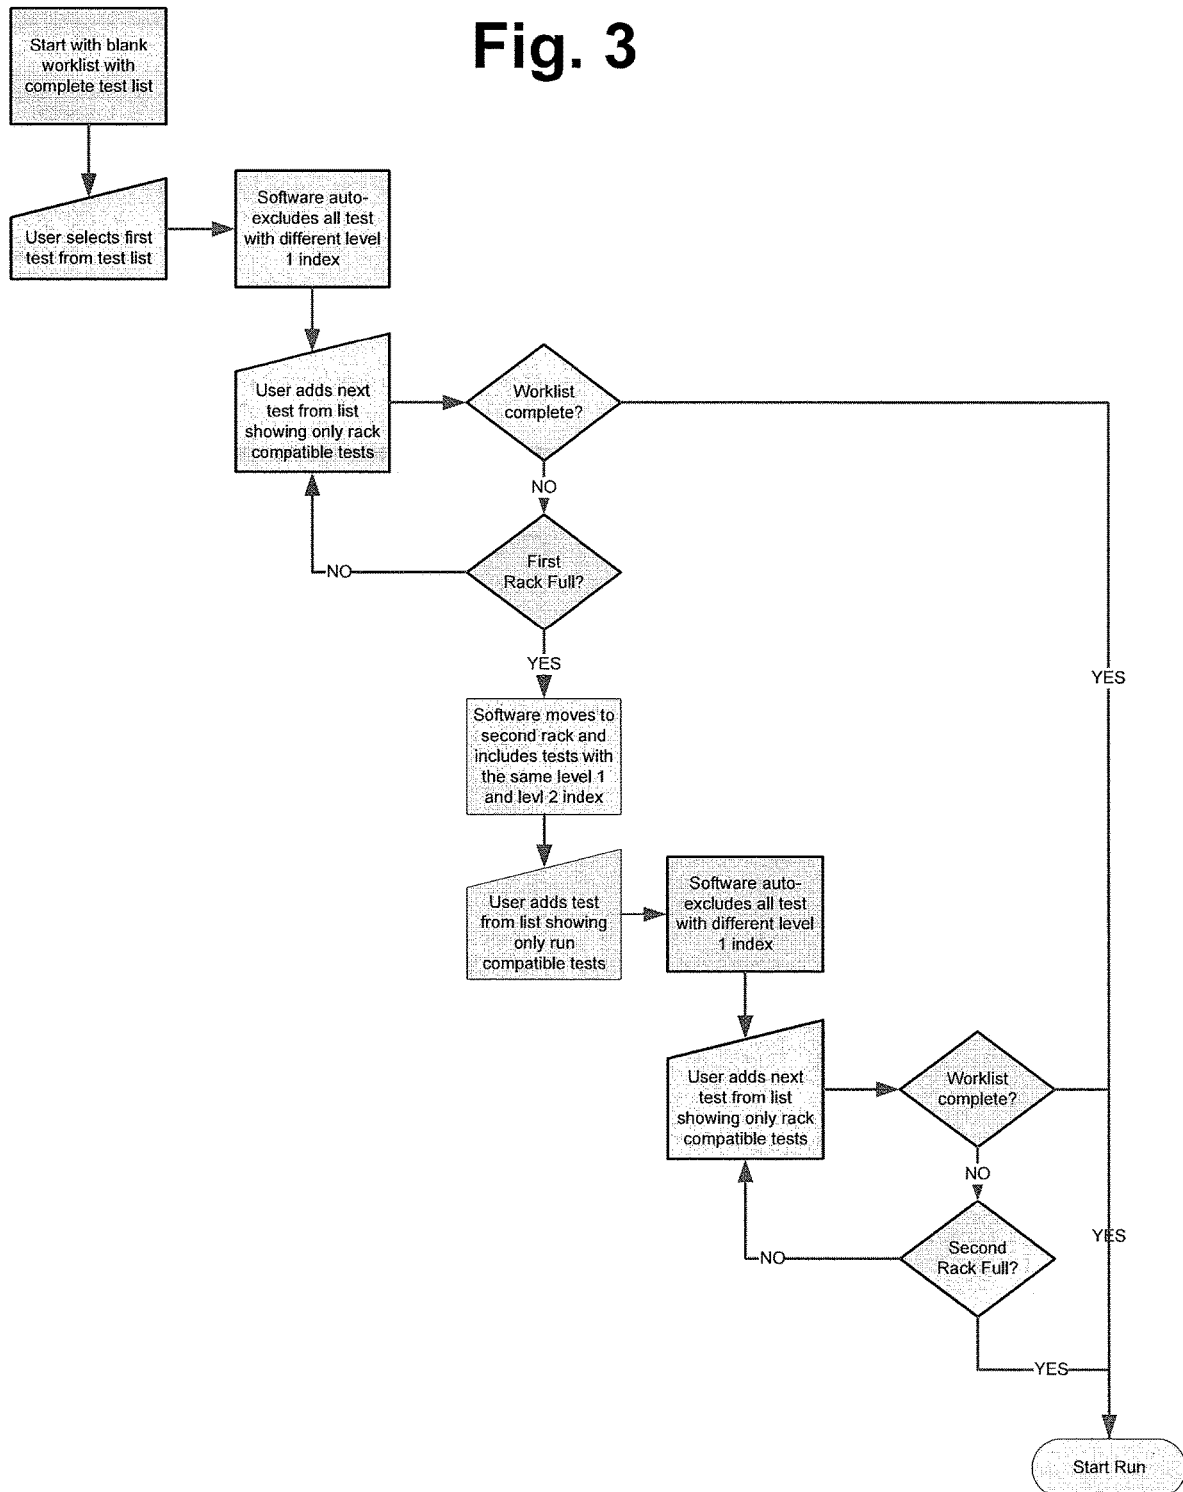 Fig. 3
Start with blank
worklist with
complete test list
User selects first
test from test list
Software auto-
excludes all test
with different level
1 index
User adds next
test from list
showing only rack
compatible tests
Worklist
complete?
NO
First
Rack Full?
NO
YES
YES
Software moves to
second rack and
includes tests with
the same level 1
and levl 2 index
User adds test
from list showing
only run
compatible tests
Software auto-
excludes all test
with different level
1 index
User adds next
test from list
showing only rack
compatible tests
Worklist
complete?
NO
YES
Second
Rack Full?
NO
YES
Start Run